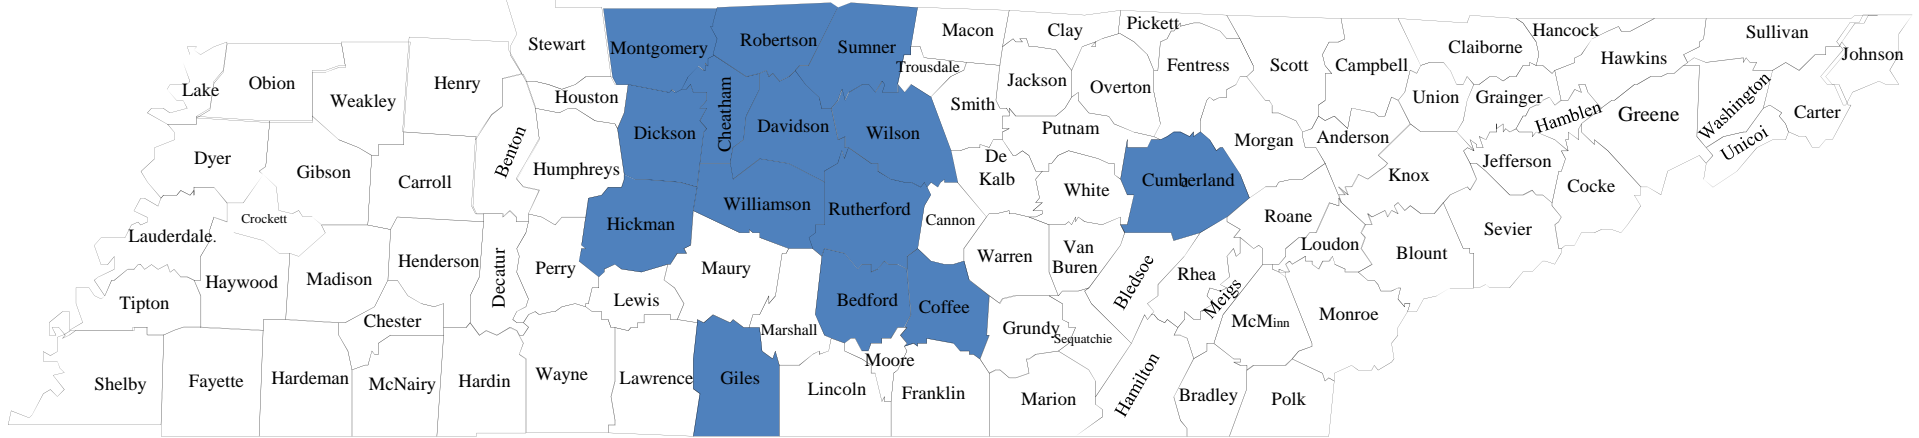 Stewart
Montgomery
Robertson
Sumner
Macon
Clay
Pickett
Hancock
Sullivan
Johnson
Lake
Obion
Weakley
Henry
Houston
Cheatham
Trousdale
Smith
Jackson
Overton
Fentress
Scott
Campbell
Claiborne
Hawkins
Union
Grainger
Hamblen
Greene
Washington
Unicoi
Carter
Dyer
Gibson
Carroll
Benton
Humphreys
Dickson
Davidson
Wilson
De
Kalb
Putnam
White
Cumberland
Morgan
Anderson
Knox
Jefferson
Cocke
Lauderdale.
Crockett
Haywood
Madison
Henderson
Decatur
Perry
Hickman
Williamson
Rutherford
Cannon
Warren
Van
Buren
Bledsoe
Rhea
Meigs
Roane
Loudon
Blount
Sevier
Tipton
Chester
Lewis
Maury
Marshall
Bedford
Coffee
Grundy
Sequatchie
McMinn
Monroe
Shelby
Fayette
Hardeman
McNairy
Hardin
Wayne
Lawrence
Giles
Lincoln
Moore
Franklin
Marion
Hamilton
Bradley
Polk